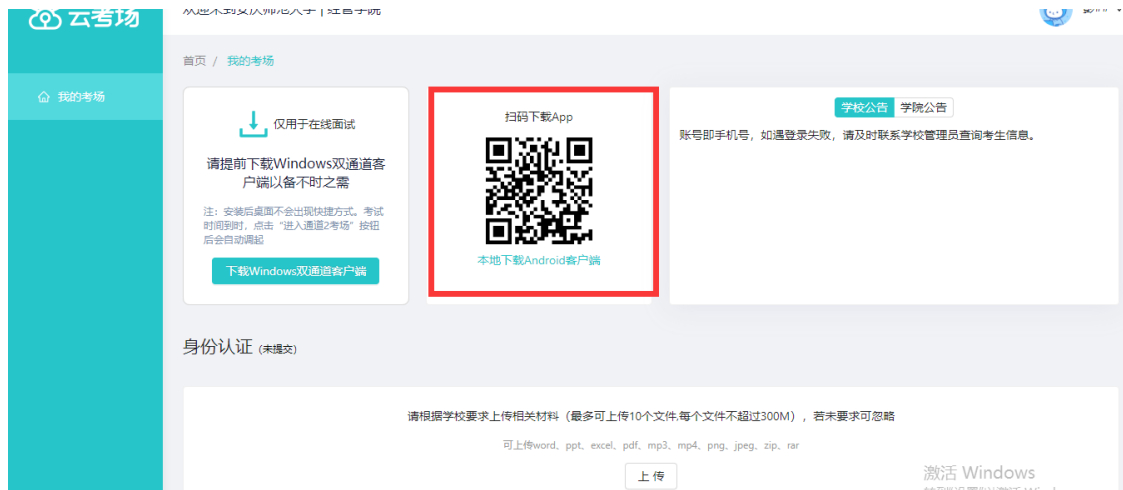 云考场
欢迎来到安庆师范大学 | 经管学院
首页 / 我的考场
我的考场
仅用于在线面试
请提前下载Windows双通道客
户端以备不时之需
注：安装后桌面不会出现快捷方式。考试
时间到时，点击“进入通道2考场”按钮
后会自动调起
下载Windows双通道客户端
扫码下载App
本地下载Android客户端
学校公告 学院公告
账号即手机号，如遇登录失败，请及时联系学校管理员查询考生信息。
身份认证 (未提交)
请根据学校要求上传相关材料（最多可上传10个文件,每个文件不超过300M），若未要求可忽略
可上传word、ppt、excel、pdf、mp3、mp4、png、jpeg、zip、rar
上 传
激活 Windows